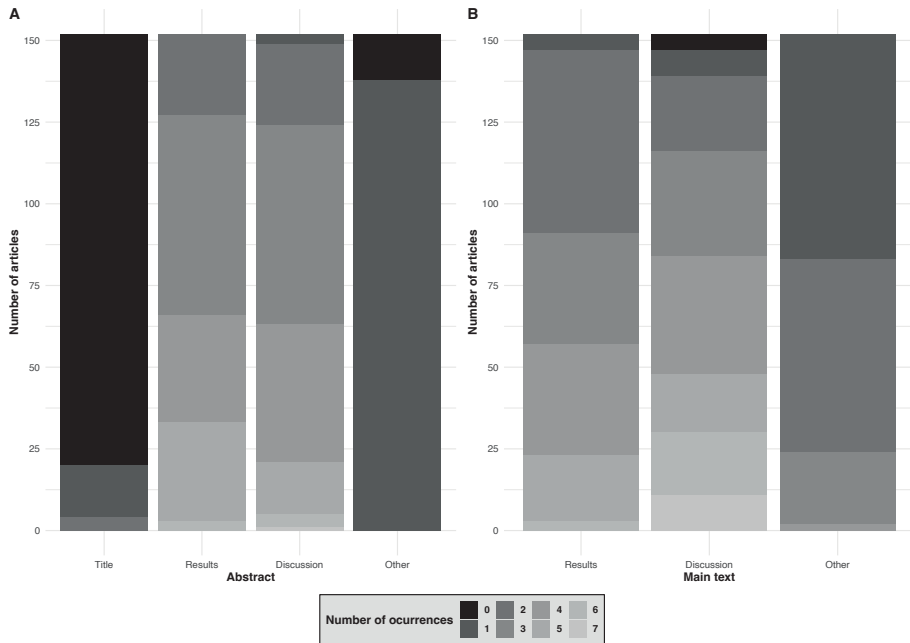 A
150
125
100
75
50
25
0
Number of articles
Title Results Discussion Other
Abstract
B
150
125
100
75
50
25
0
Number of articles
Results Discussion Other
Main text
Number of ocurrences
0 2 4 6
1 3 5 7